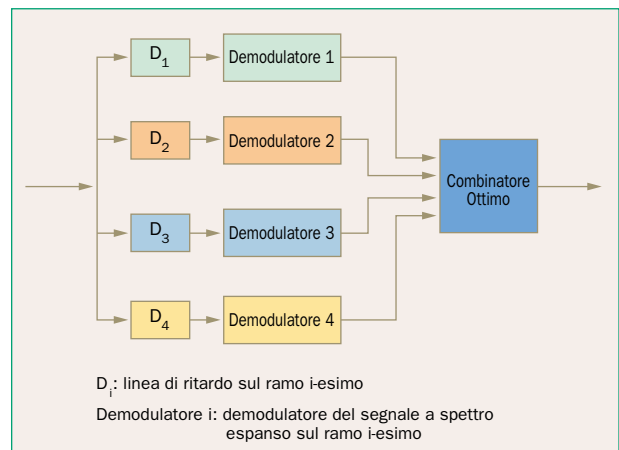 D1 Demodulatore 1
D2 Demodulatore 2
Combinatore
Ottimo
D3 Demodulatore 3
D4 Demodulatore 4
Di: linea di ritardo sul ramo i-esimo
Demodulatore i: demodulatore del segnale a spettro
espanso sul ramo i-esimo